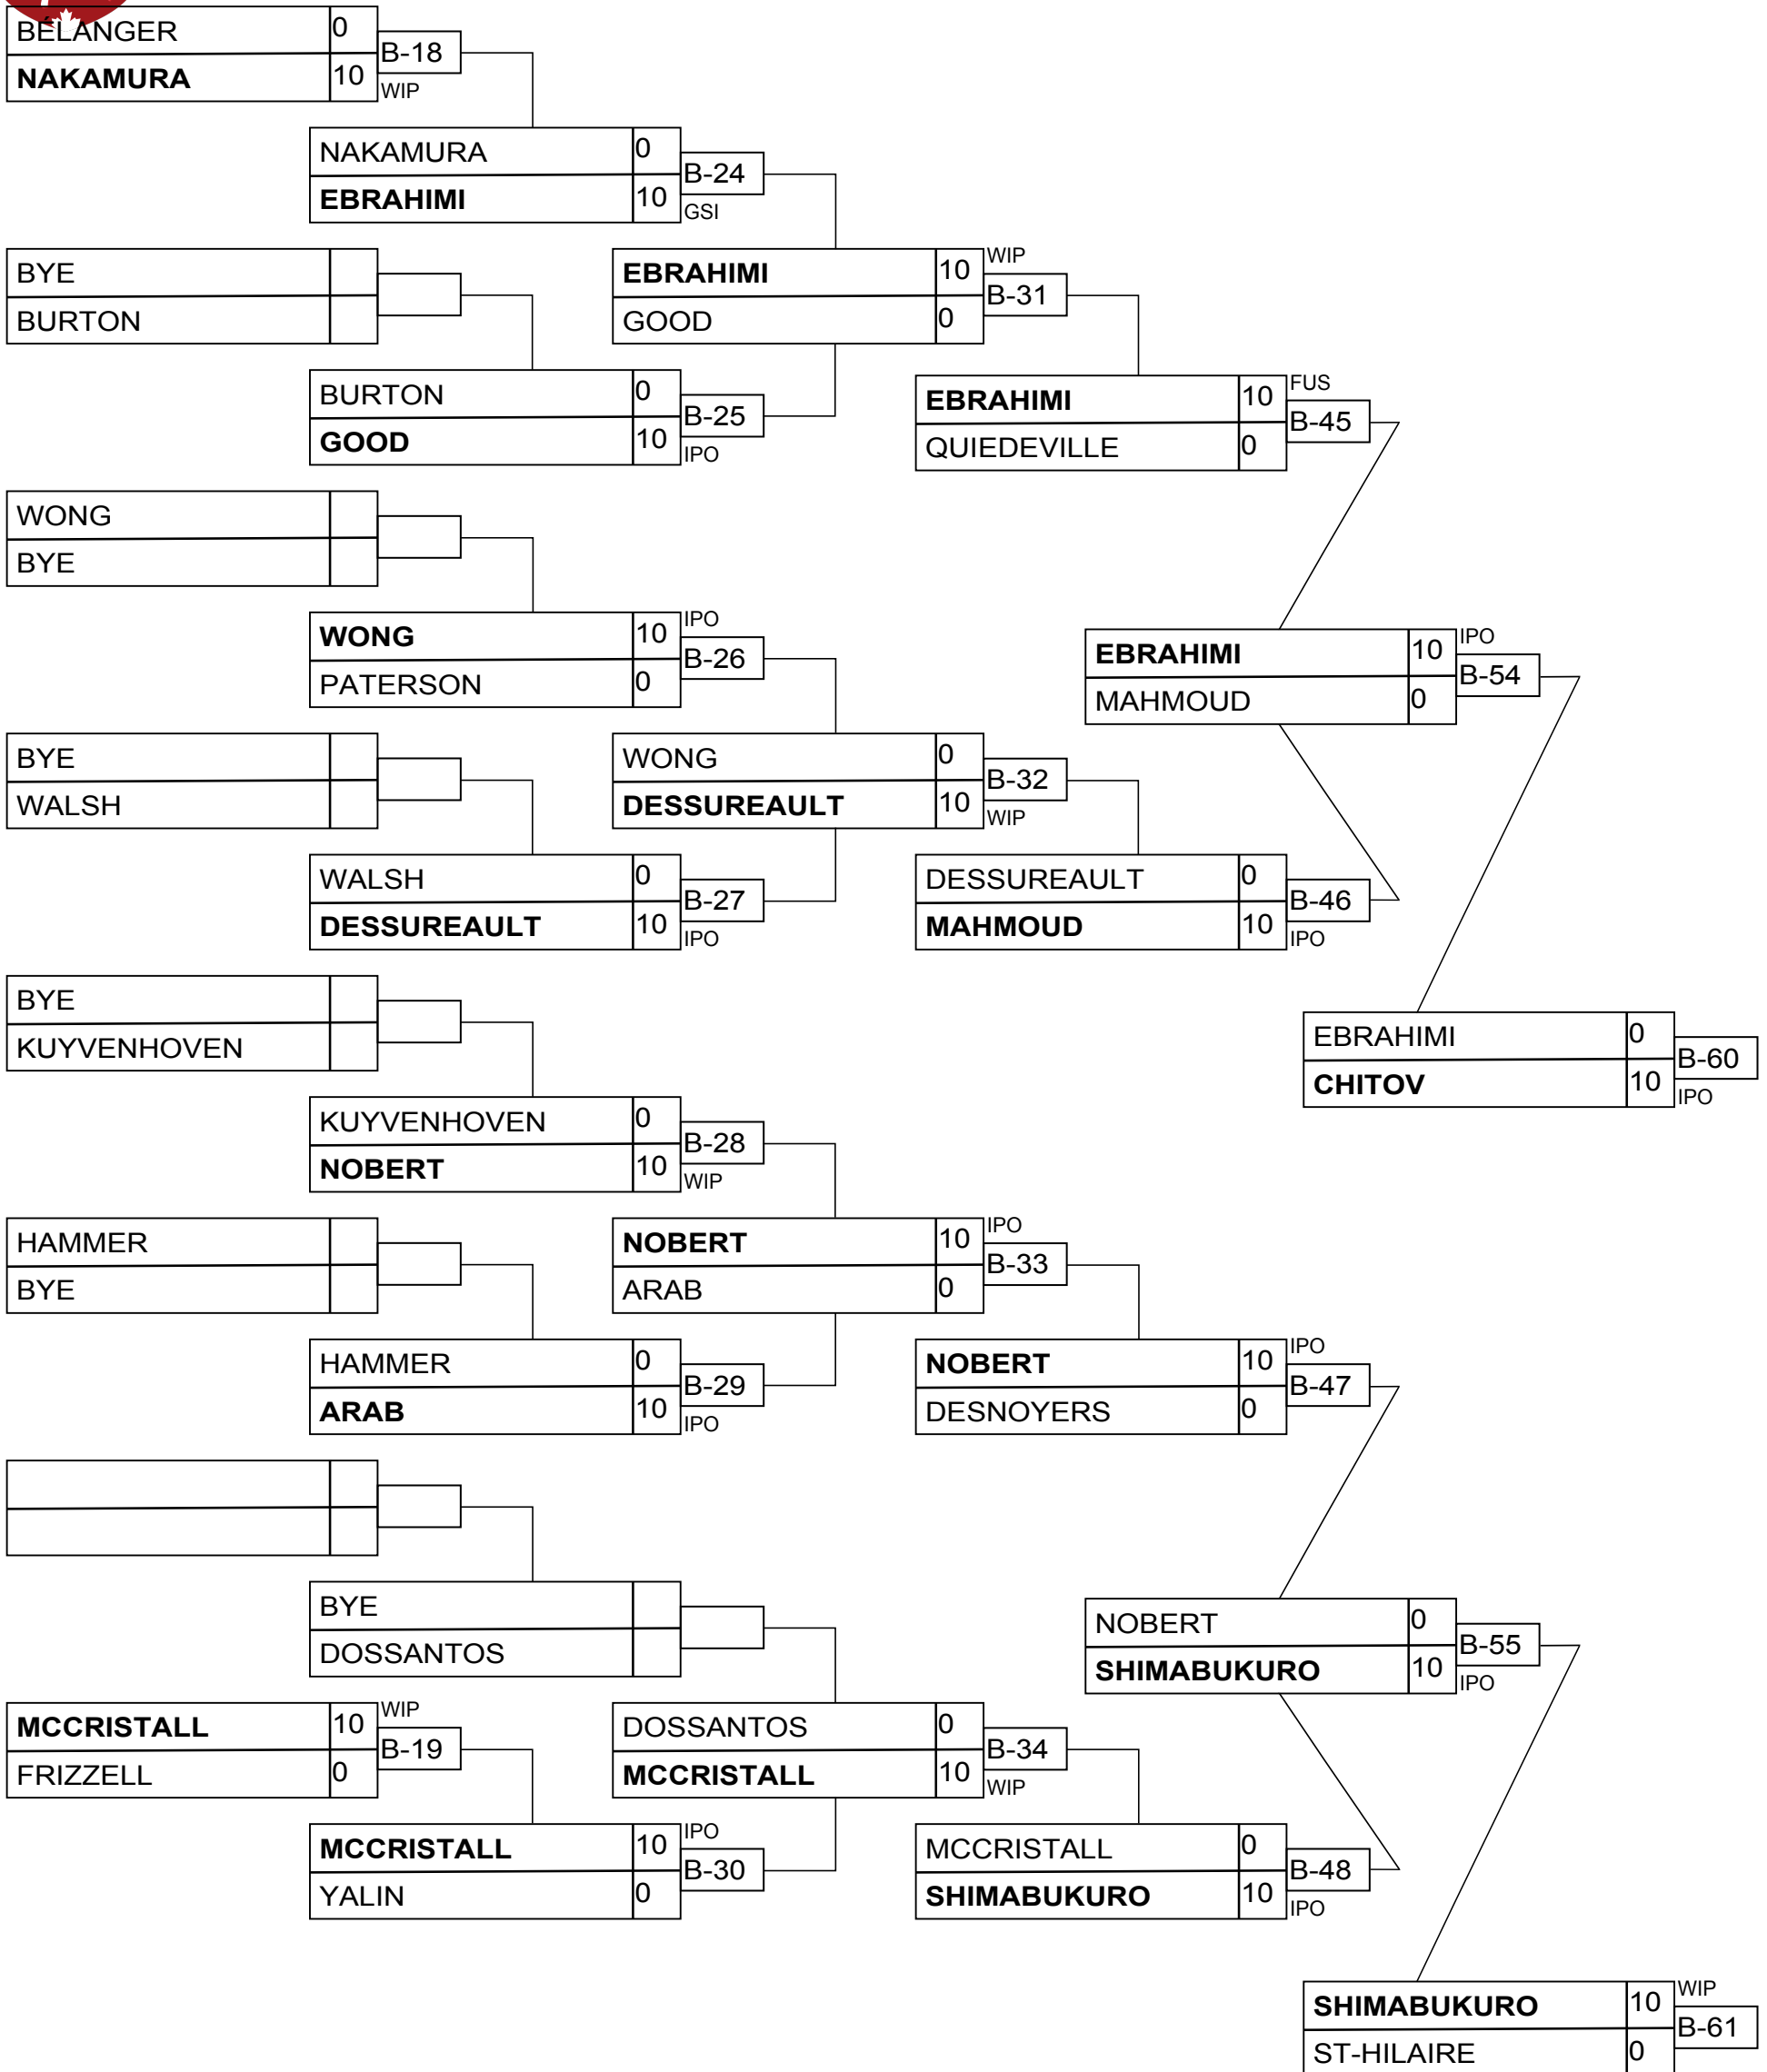 BÉLANGER 0
B-18
NAKAMURA 10
WIP
NAKAMURA 0
B-24
EBRAHIMI 10
GSI
BYE
BURTON
WIP
EBRAHIMI 10
B-31
GOOD 0
BURTON 0
B-25
GOOD 10
IPO
FUS
EBRAHIMI 10
B-45
QUIEDEVILLE 0
WONG
BYE
IPO
WONG 10
B-26
PATERSON 0
IPO
EBRAHIMI 10
B-54
MAHMOUD 0
BYE
WALSH
WONG 0
B-32
DESSUREAULT 10
WIP
WALSH 0
B-27
DESSUREAULT 10
IPO
DESSUREAULT 0
B-46
MAHMOUD 10
IPO
BYE
KUYVENHOVEN
EBRAHIMI 0
B-60
CHITOV 10
IPO
KUYVENHOVEN 0
B-28
NOBERT 10
WIP
HAMMER
BYE
IPO
NOBERT 10
B-33
ARAB 0
HAMMER 0
B-29
ARAB 10
IPO
IPO
NOBERT 10
B-47
DESNOYERS 0
BYE
DOSSANTOS
NOBERT 0
B-55
SHIMABUKURO 10
IPO
WIP
MCCRISTALL 10
B-19
FRIZZELL 0
DOSSANTOS 0
B-34
MCCRISTALL 10
WIP
IPO
MCCRISTALL 10
B-30
YALIN 0
MCCRISTALL 0
B-48
SHIMABUKURO 10
IPO
WIP
SHIMABUKURO 10
B-61
ST-HILAIRE 0